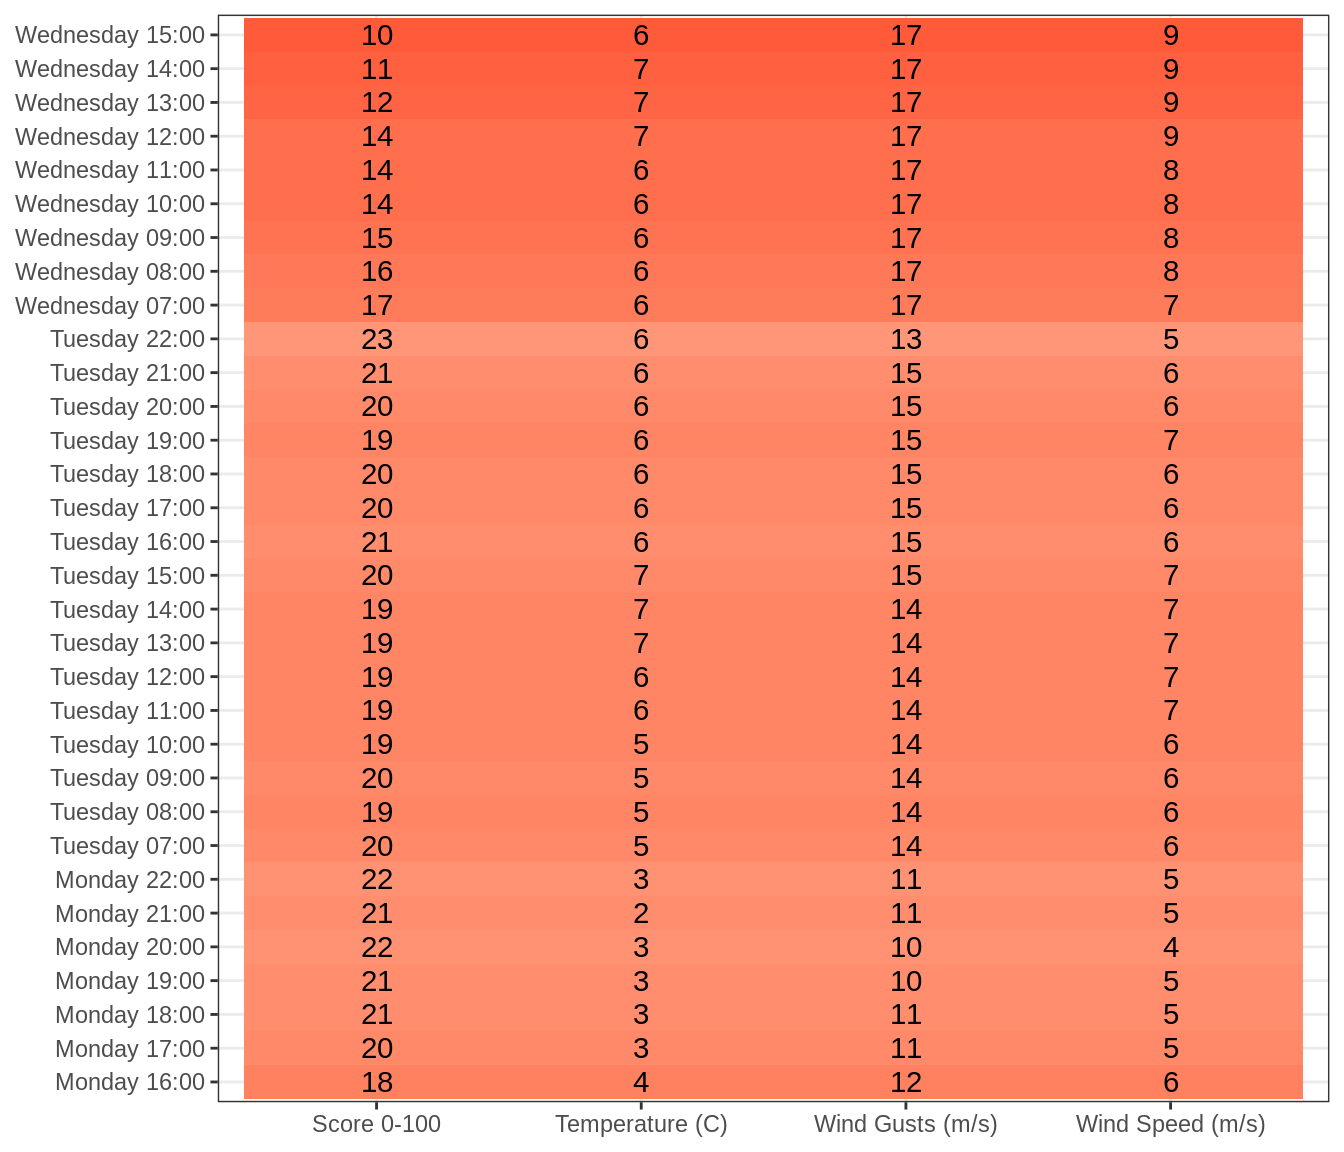 Wednesday 15:00 10 6 17 9
Wednesday 14:00 11 7 17 9
Wednesday 13:00 12 7 17 9
Wednesday 12:00 14 7 17 9
Wednesday 11:00 14 6 17 8
Wednesday 10:00 14 6 17 8
Wednesday 09:00 15 6 17 8
Wednesday 08:00 16 6 17 8
Wednesday 07:00 17 6 17 7
Tuesday 22:00 23 6 13 5
Tuesday 21:00 21 6 15 6
Tuesday 20:00 20 6 15 6
Tuesday 19:00 19 6 15 7
Tuesday 18:00 20 6 15 6
Tuesday 17:00 20 6 15 6
Tuesday 16:00 21 6 15 6
Tuesday 15:00 20 7 15 7
Tuesday 14:00 19 7 14 7
Tuesday 13:00 19 7 14 7
Tuesday 12:00 19 6 14 7
Tuesday 11:00 19 6 14 7
Tuesday 10:00 19 5 14 6
Tuesday 09:00 20 5 14 6
Tuesday 08:00 19 5 14 6
Tuesday 07:00 20 5 14 6
Monday 22:00 22 3 11 5
Monday 21:00 21 2 11 5
Monday 20:00 22 3 10 4
Monday 19:00 21 3 10 5
Monday 18:00 21 3 11 5
Monday 17:00 20 3 11 5
Monday 16:00 18 4 12 6
Score 0-100 Temperature (C) Wind Gusts (m/s) Wind Speed (m/s)